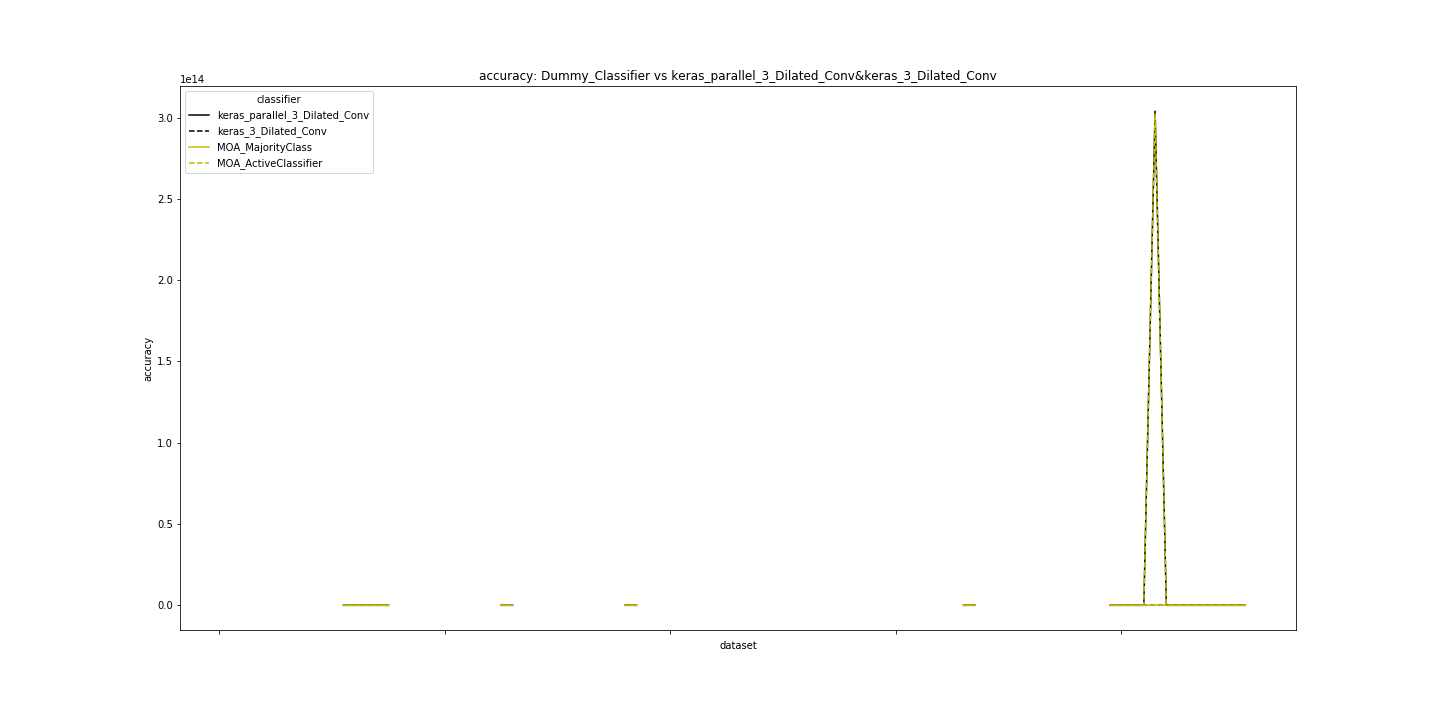 accuracy: Dummy_Classifier vs keras_parallel_3_Dilated_Conv&keras_3_Dilated_Conv
1e14
classifier
keras_parallel_3_Dilated_Conv
keras_3_Dilated_Conv
MOA_MajorityClass
MOA_ActiveClassifier
3.0
2.5
2.0
1.5
1.0
0.5
0.0
accuracy
dataset